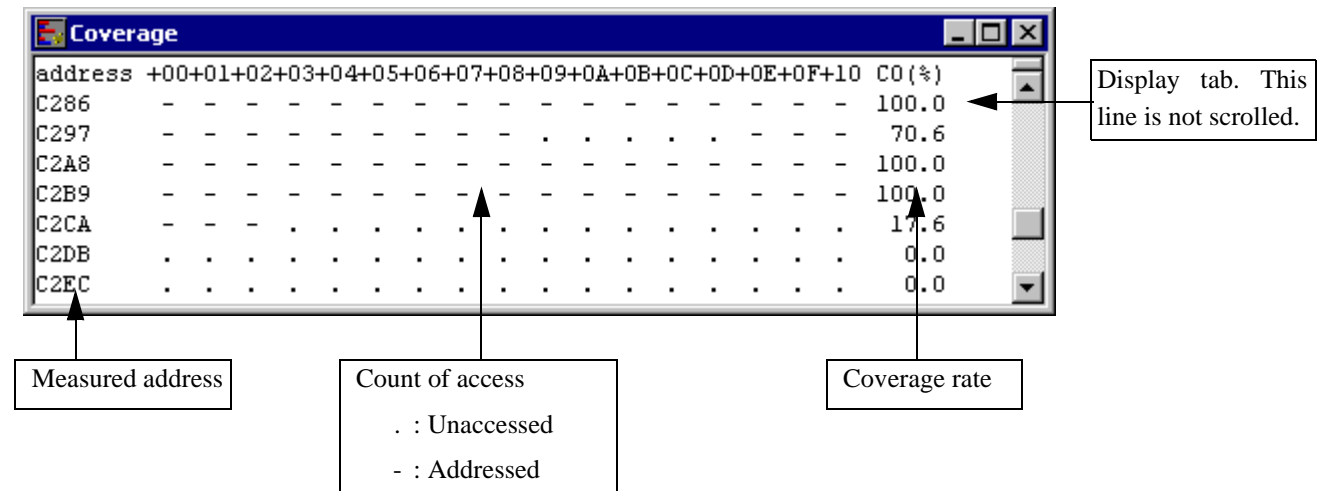 Coverage
address +00+01+02+03+04+05+06+07+08+09+0A+0B+0C+0D+0E+0F+10 C0(%)
C286 - - - - - - - - - - - - - - - - - 100.0
C297 - - - - - - - - - . . . . . - - - 70.6
C2A8 - - - - - - - - - - - - - - - - - 100.0
C2B9 - - - - - - - - - - - - - - - - - 100.0
C2CA - - - . . . . . . . . . . . . . . 17.6
C2DB . . . . . . . . . . . . . . . . . 0.0
C2EC . . . . . . . . . . . . . . . . . 0.0
Display tab. This
line is not scrolled.
Measured address
Count of access
. : Unaccessed
- : Addressed
Coverage rate